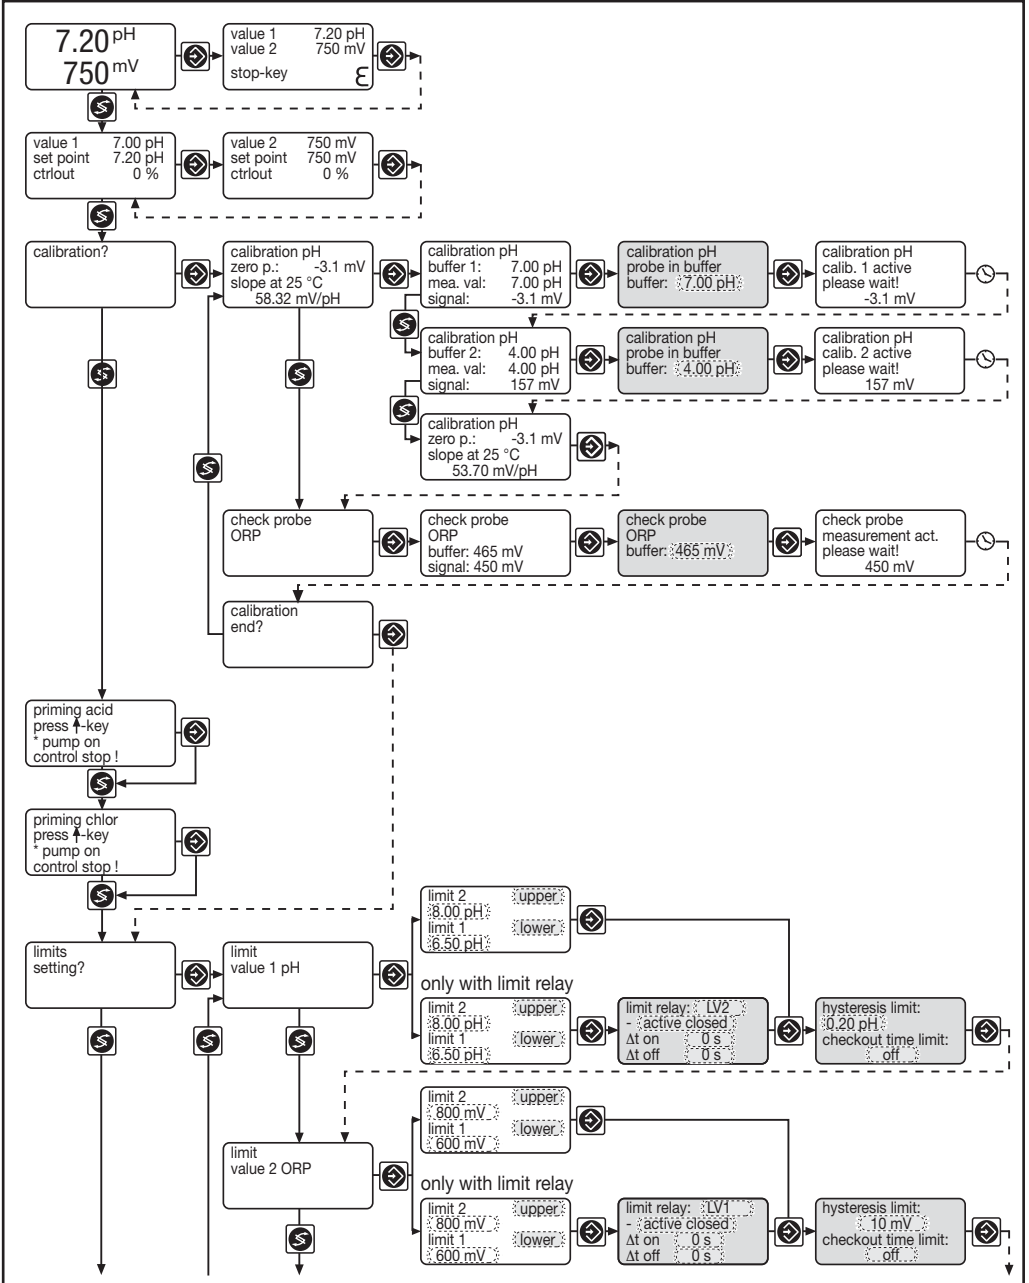 7.20 pH
750 mV
value 1 7.20 pH
value 2 750 mV
stop-key ε
value 1 7.00 pH
set point 7.20 pH
ctrlout 0 %
value 2 750 mV
set point 750 mV
ctrlout 0 %
calibration?
calibration pH
zero p.: -3.1 mV
slope at 25 °C
58.32 mV/pH
calibration pH
buffer 1: 7.00 pH
mea. val: 7.00 pH
signal: -3.1 mV
calibration pH
probe in buffer
buffer: 7.00 pH
calibration pH
calib. 1 active
please wait!
-3.1 mV
calibration pH
buffer 2: 4.00 pH
mea. val: 4.00 pH
signal: 157 mV
calibration pH
probe in buffer
buffer: 4.00 pH
calibration pH
calib. 2 active
please wait!
157 mV
calibration pH
zero p.: -3.1 mV
slope at 25 °C
53.70 mV/pH
check probe
ORP
check probe
ORP
buffer: 465 mV
signal: 450 mV
check probe
ORP
buffer: 465 mV
check probe
measurement act.
please wait!
450 mV
calibration
end?
priming acid
press ↑-key
* pump on
control stop !
priming chlor
press ↑-key
* pump on
control stop !
limits
setting?
limit
value 1 pH
limit 2 upper
8.00 pH
limit 1 lower
6.50 pH
only with limit relay
limit 2 upper
8.00 pH
limit 1 lower
6.50 pH
limit relay: LV2
- active closed
Δt on 0 s
Δt off 0 s
hysteresis limit:
0.20 pH
checkout time limit:
off
limit
value 2 ORP
limit 2 upper
800 mV
limit 1 lower
600 mV
only with limit relay
limit 2 upper
800 mV
limit 1 lower
600 mV
limit relay: LV1
- active closed
Δt on 0 s
Δt off 0 s
hysteresis limit:
10 mV
checkout time limit:
off